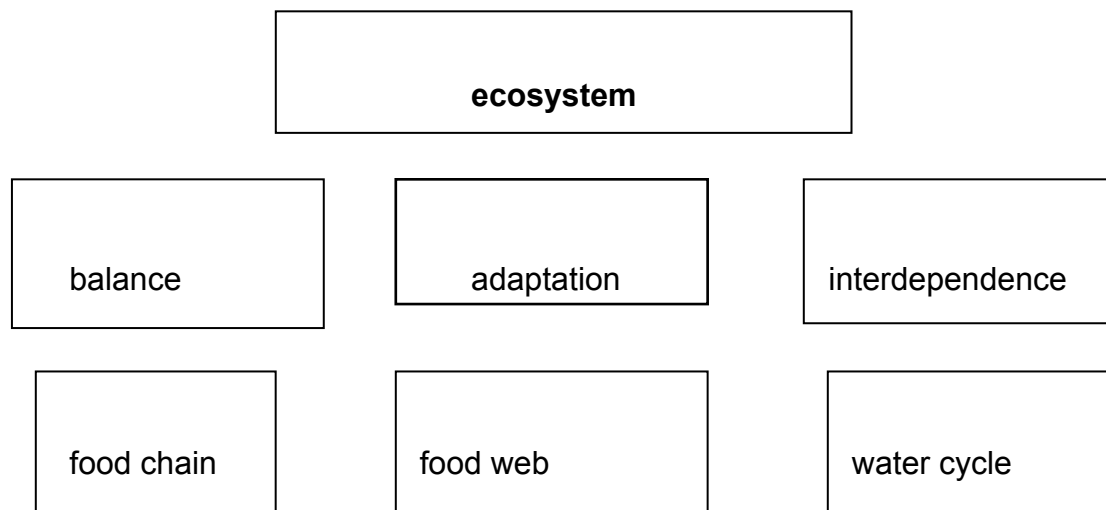 ecosystem
balance adaptation interdependence
food chain food web water cycle